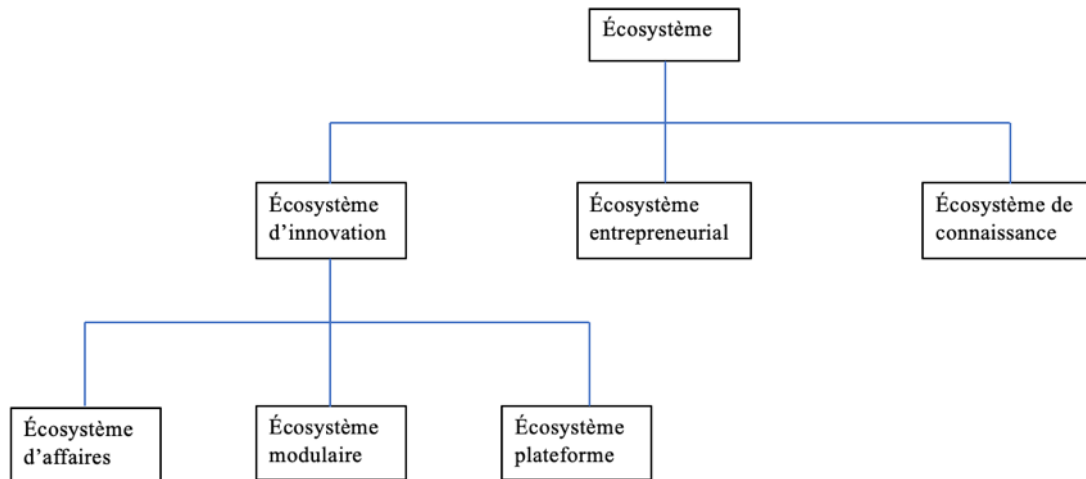 Écosystème
Écosystème
d’innovation
Écosystème
entrepreneurial
Écosystème de
connaissance
Écosystème
d’affaires
Écosystème
modulaire
Écosystème
plateforme